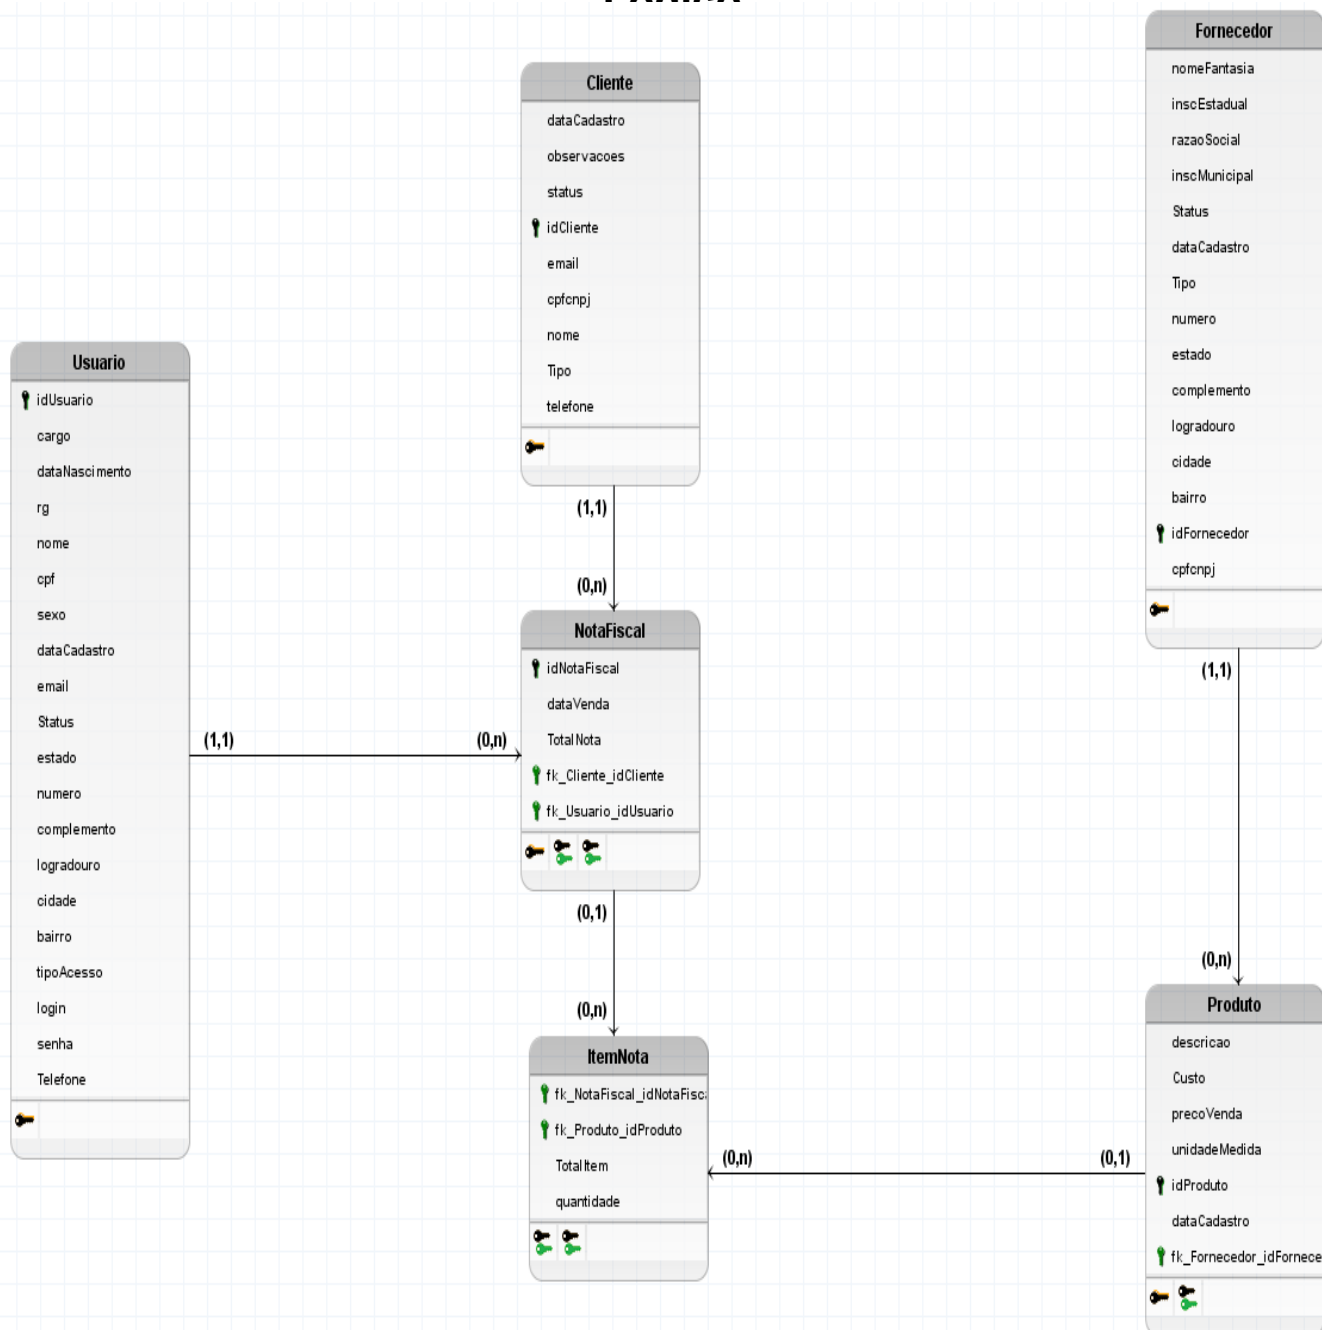 Cliente
dataCadastro
observacoes
status
idCliente
email
cpfcnpj
nome
Tipo
telefone
(1,1)
(0,n)
Fornecedor
nomeFantasia
inscEstadual
razaoSocial
inscMunicipal
Status
dataCadastro
Tipo
numero
estado
complemento
logradouro
cidade
bairro
idFornecedor
cpfcnpj
(1,1)
(0,n)
Usuario
idUsuario
cargo
dataNascimento
rg
nome
cpf
sexo
dataCadastro
email
Status
estado
numero
complemento
logradouro
cidade
bairro
tipoAcesso
login
senha
Telefone
(1,1)
(0,n)
NotaFiscal
idNotaFiscal
dataVenda
TotalNota
fk_Cliente_idCliente
fk_Usuario_idUsuario
(0,1)
(0,n)
ItemNota
fk_NotaFiscal_idNotaFisc
fk_Produto_idProduto
TotalItem
quantidade
(0,n)
(0,1)
Produto
descricao
Custo
precoVenda
unidadeMedida
idProduto
dataCadastro
fk_Fornecedor_idFornece